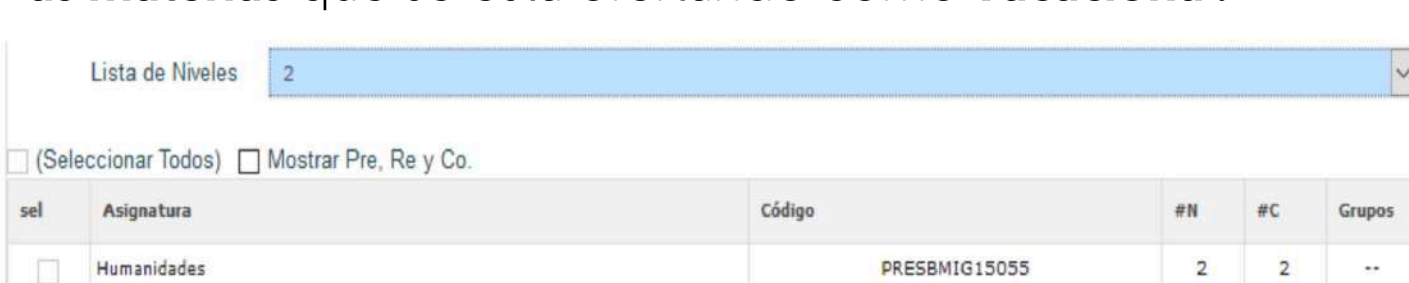 Lista de Niveles 2
(Seleccionar Todos) Mostrar Pre, Re y Co.
sel Asignatura Código #N #C Grupos
Humanidades PRESBMIG15055 2 2 --